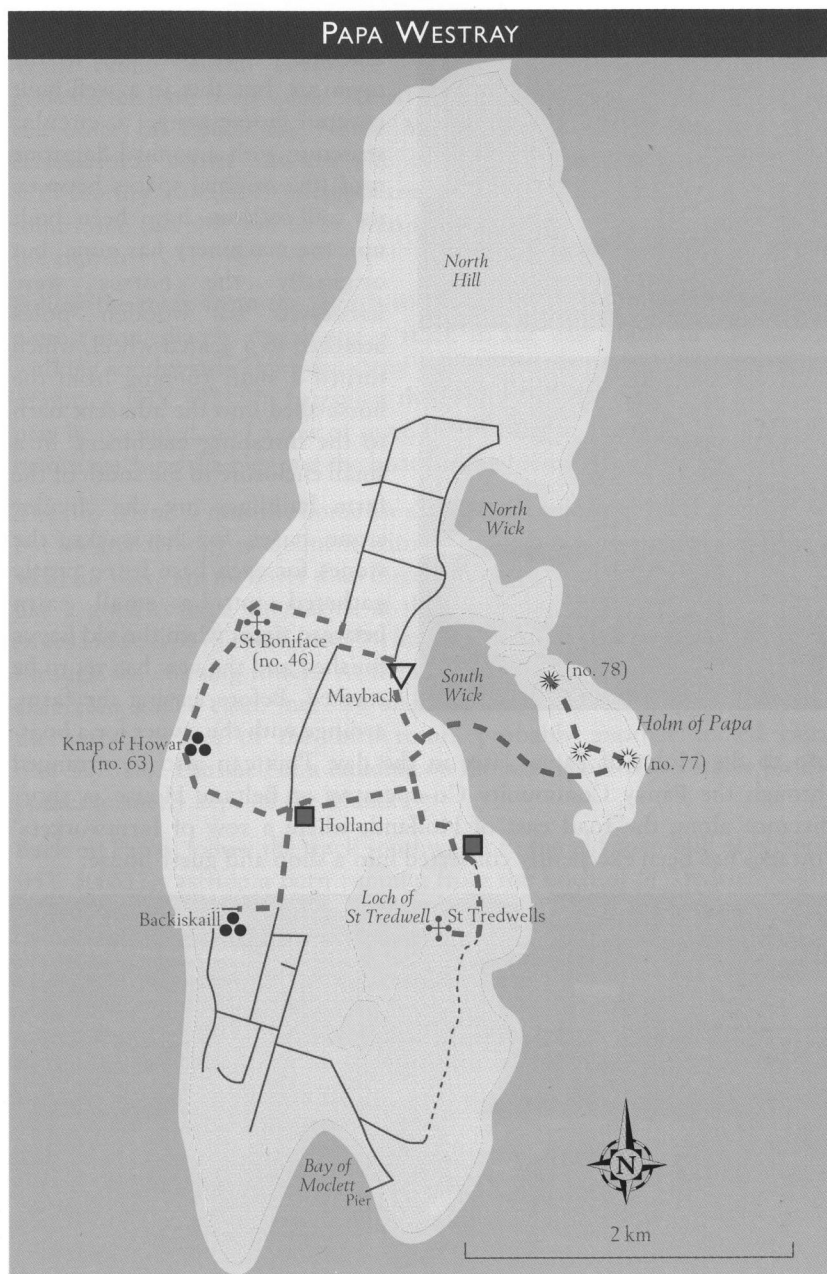 PAPA WESTRAY
North
Hill
North
Wick
St Boniface
(no. 46)
Mayback
South
Wick
(no. 78)
Holm of Papa
Knap of Howar
(no. 63)
(no. 77)
Holland
Backiskaill
Loch of
St Tredwell
St Tredwells
Bay of
Moclett
Pier
N
2 km